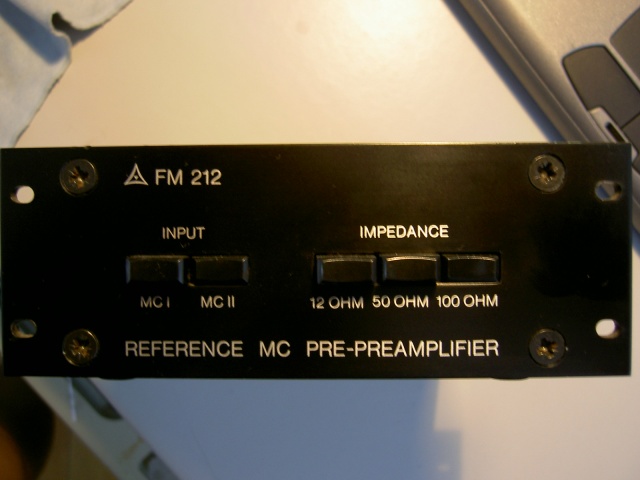 FM 212
INPUT IMPEDANCE
MC I MC II 12 OHM 50 OHM 100 OHM
REFERENCE MC PRE-PREAMPLIFIER